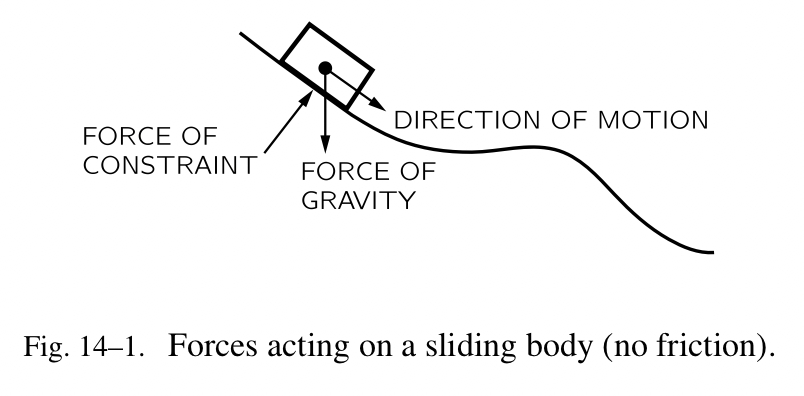 DIRECTION OF MOTION
FORCE OF
CONSTRAINT
FORCE OF
GRAVITY
Fig. 14–1. Forces acting on a sliding body (no friction).